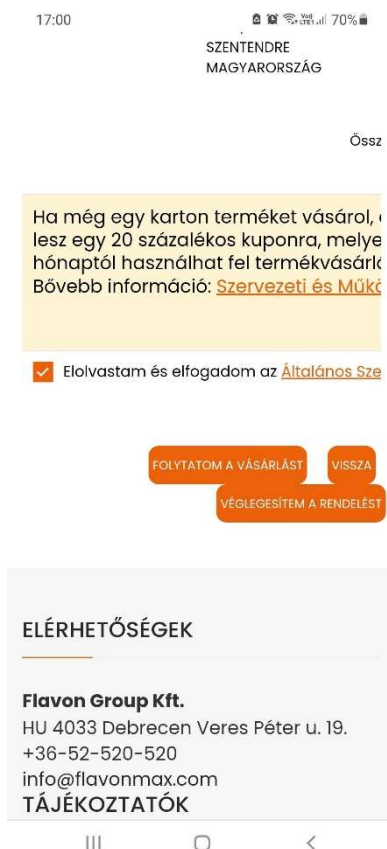 17:00 70%
SZENTENDRE
MAGYARORSZÁG
Össz
Ha még egy karton terméket vásárol,
lesz egy 20 százalékos kuponra, melye
hónaptól használhat fel termékvásárlá
Bővebb információ: Szervezeti és Műkö
Elolvastam és elfogadom az Általános Sze
FOLYTATOM A VÁSÁRLÁST VISSZA
VÉGLEGESÍTEM A RENDELÉST
ELÉRHETŐSÉGEK
Flavon Group Kft.
HU 4033 Debrecen Veres Péter u. 19.
+36-52-520-520
info@flavonmax.com
TÁJÉKOZTATÓK